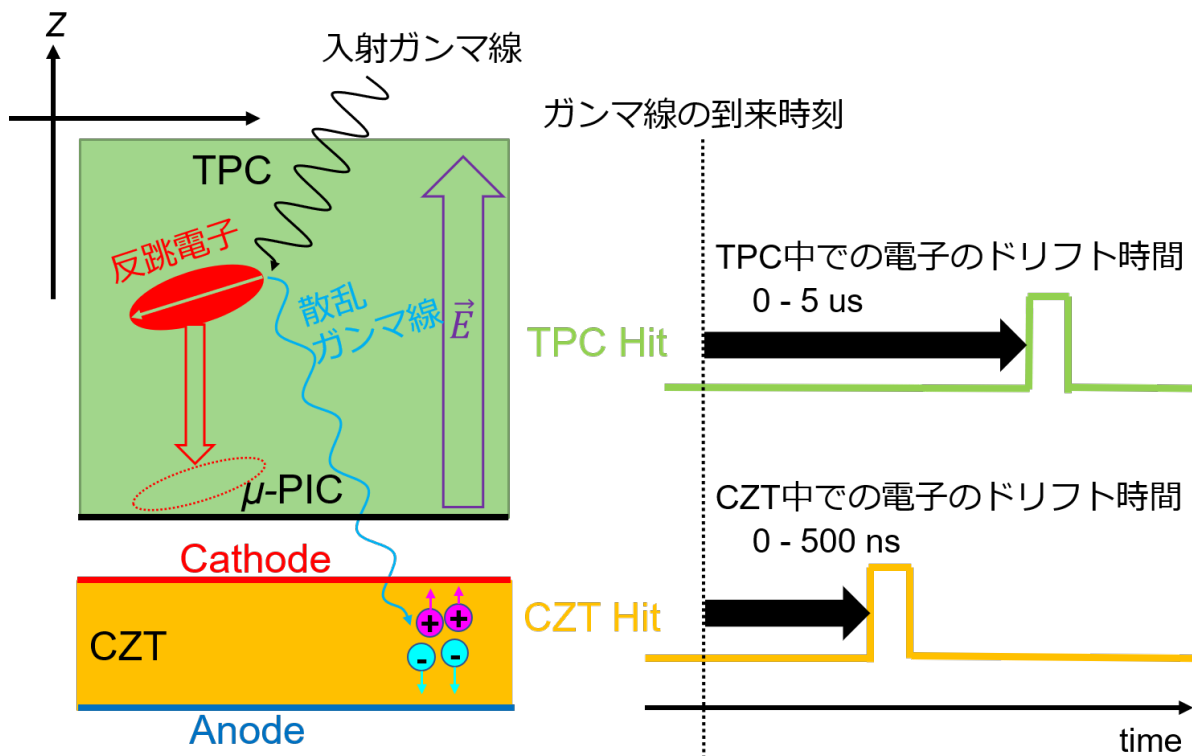 z
入射ガンマ線
ガンマ線の到来時刻
TPC
反跳電子
散乱
ガンマ線
E
TPC中での電子のドリフト時間
0 - 5 us
TPC Hit
μ-PIC
CZT中での電子のドリフト時間
0 - 500 ns
Cathode
CZT Hit
CZT
+ +
- -
Anode
time